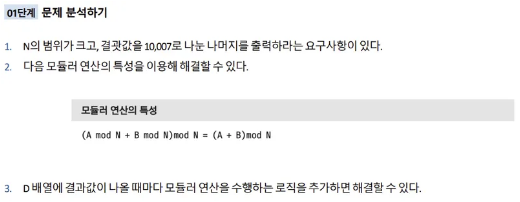 01단계 문제 분석하기
1. N의 범위가 크고, 결괏값을 10,007로 나눈 나머지를 출력하라는 요구사항이 있다.
2. 다음 모듈러 연산의 특성을 이용해 해결할 수 있다.
모듈러 연산의 특성
(A mod N + B mod N)mod N = (A + B)mod N
3. D 배열에 결과값이 나올 때마다 모듈러 연산을 수행하는 로직을 추가하면 해결할 수 있다.